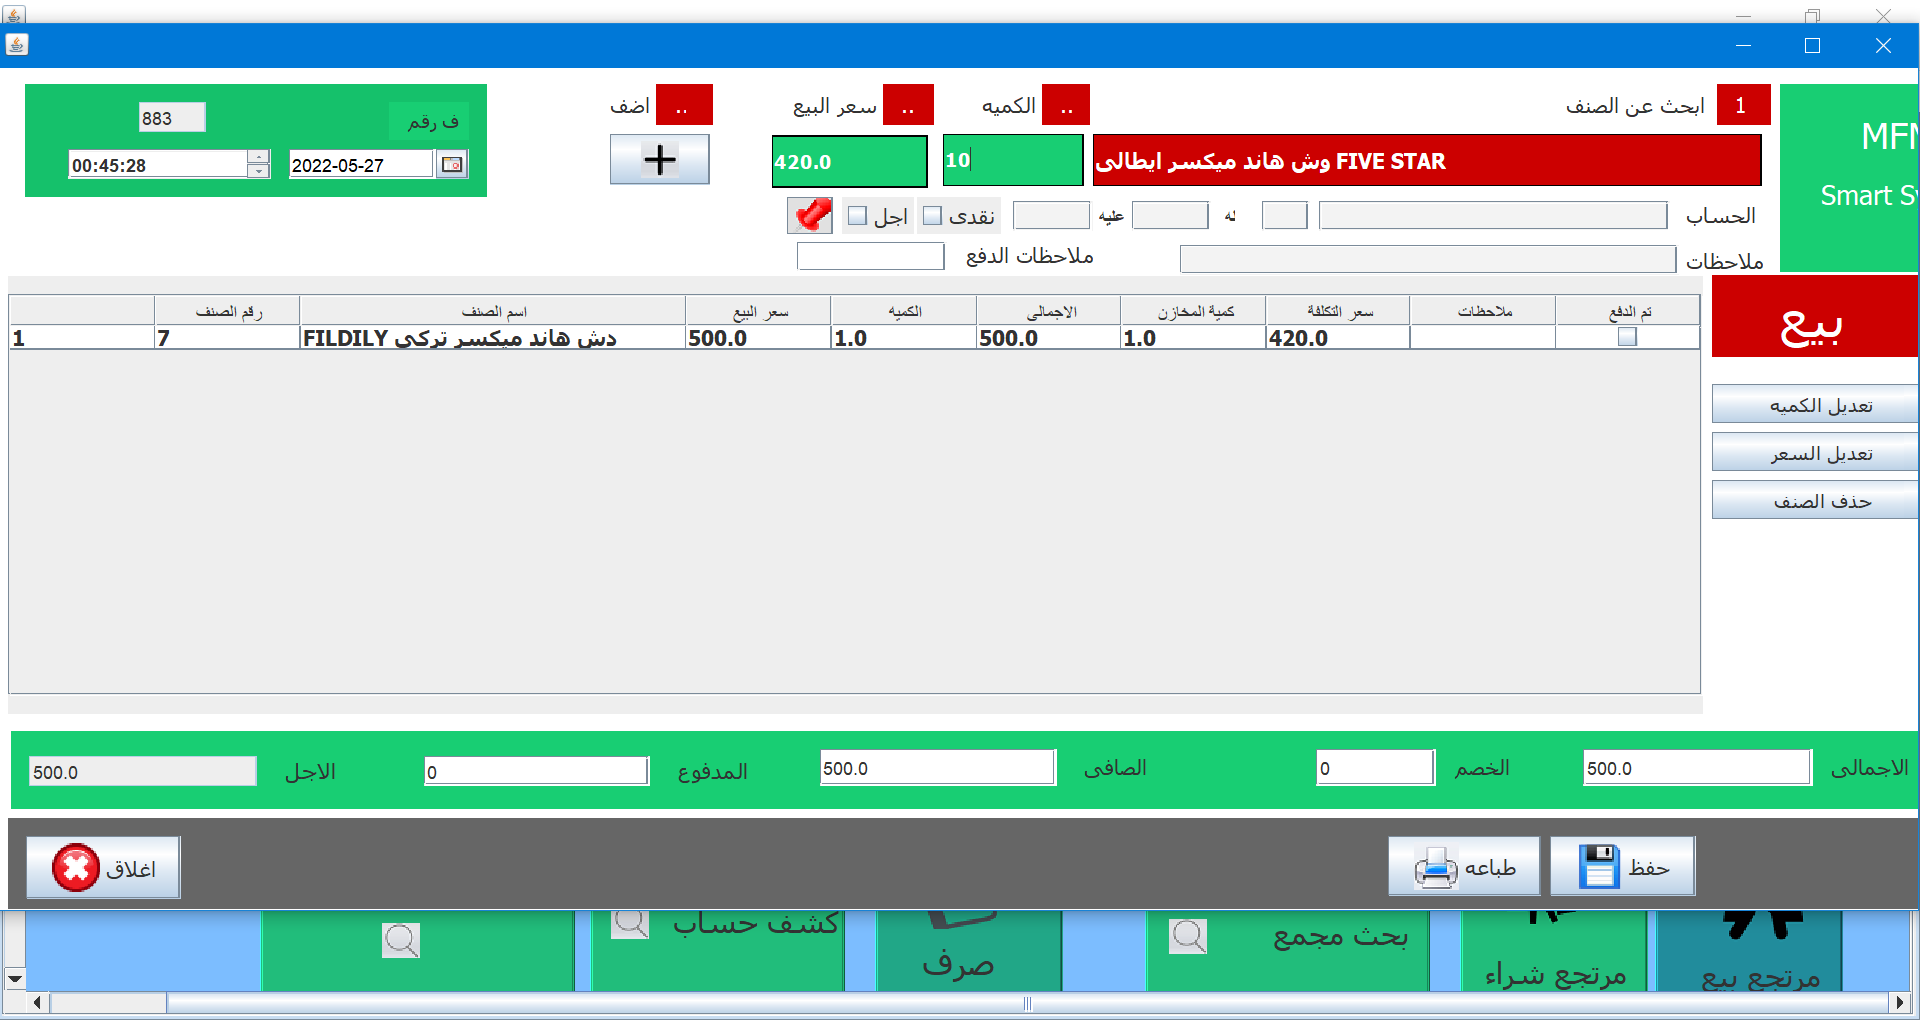 MFM
Smart Sy
1
ابحث عن الصنف
..
الكميه
..
سعر البيع
..
اضف
ف رقم
883
وش هاند ميكسر ايطالى FIVE STAR
10
420.0
2022-05-27
00:45:28
الحساب
له
عليه
نقدى
اجل
ملاحظات
ملاحظات الدفع
بيع
رقم الصنف
اسم الصنف
سعر البيع
الكميه
الاجمالى
كمية المخازن
سعر التكلفة
ملاحظات
تم الدفع
1
7
دش هاند ميكسر تركى FILDILY
500.0
1.0
500.0
1.0
420.0
تعديل الكميه
تعديل السعر
حذف الصنف
الاجمالى
500.0
الخصم
0
الصافى
500.0
المدفوع
0
الاجل
500.0
حفظ
طباعه
اغلاق
مرتجع بيع
مرتجع شراء
بحث مجمع
صرف
كشف حساب